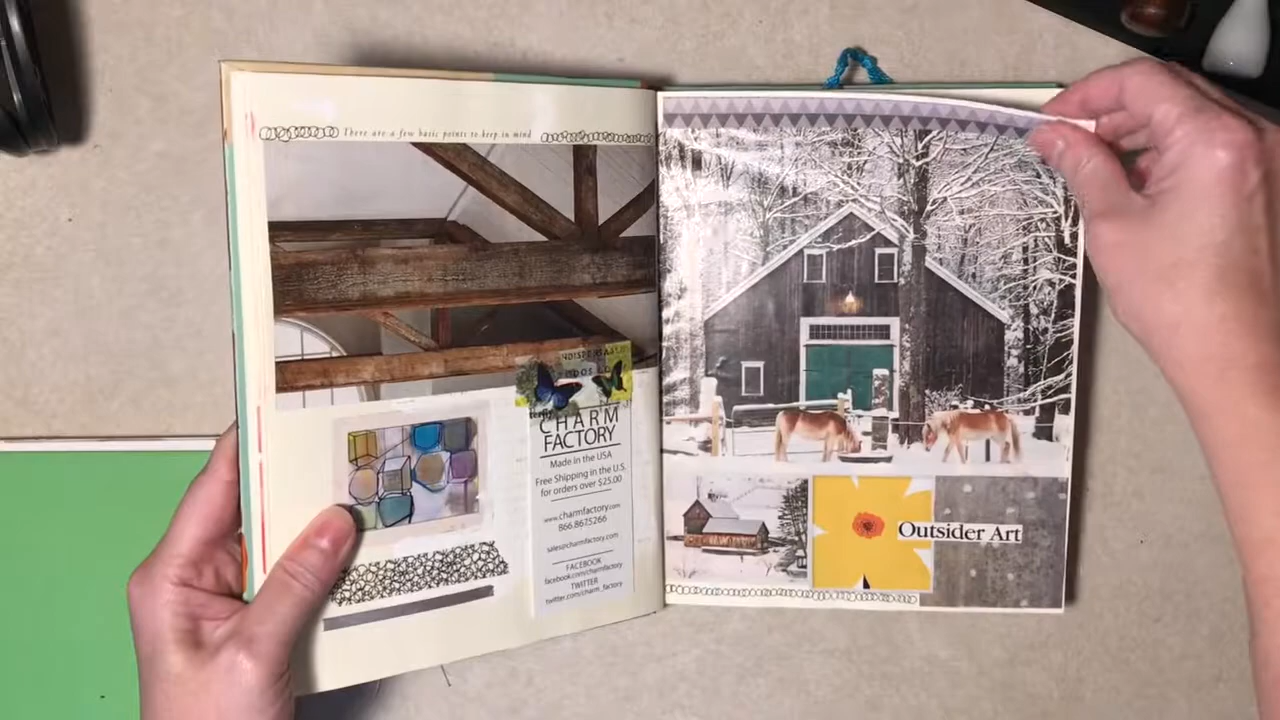 There are a few basic points to keep in mind
CHARM
FACTORY
Made in the USA
Free Shipping in the U.S.
for orders over $25.00
www.charmfactory.com
866.867.5266
sales@charmfactory.com
FACEBOOK
facebook.com/charmfactory
TWITTER
twitter.com/charm_factory
Outsider Art